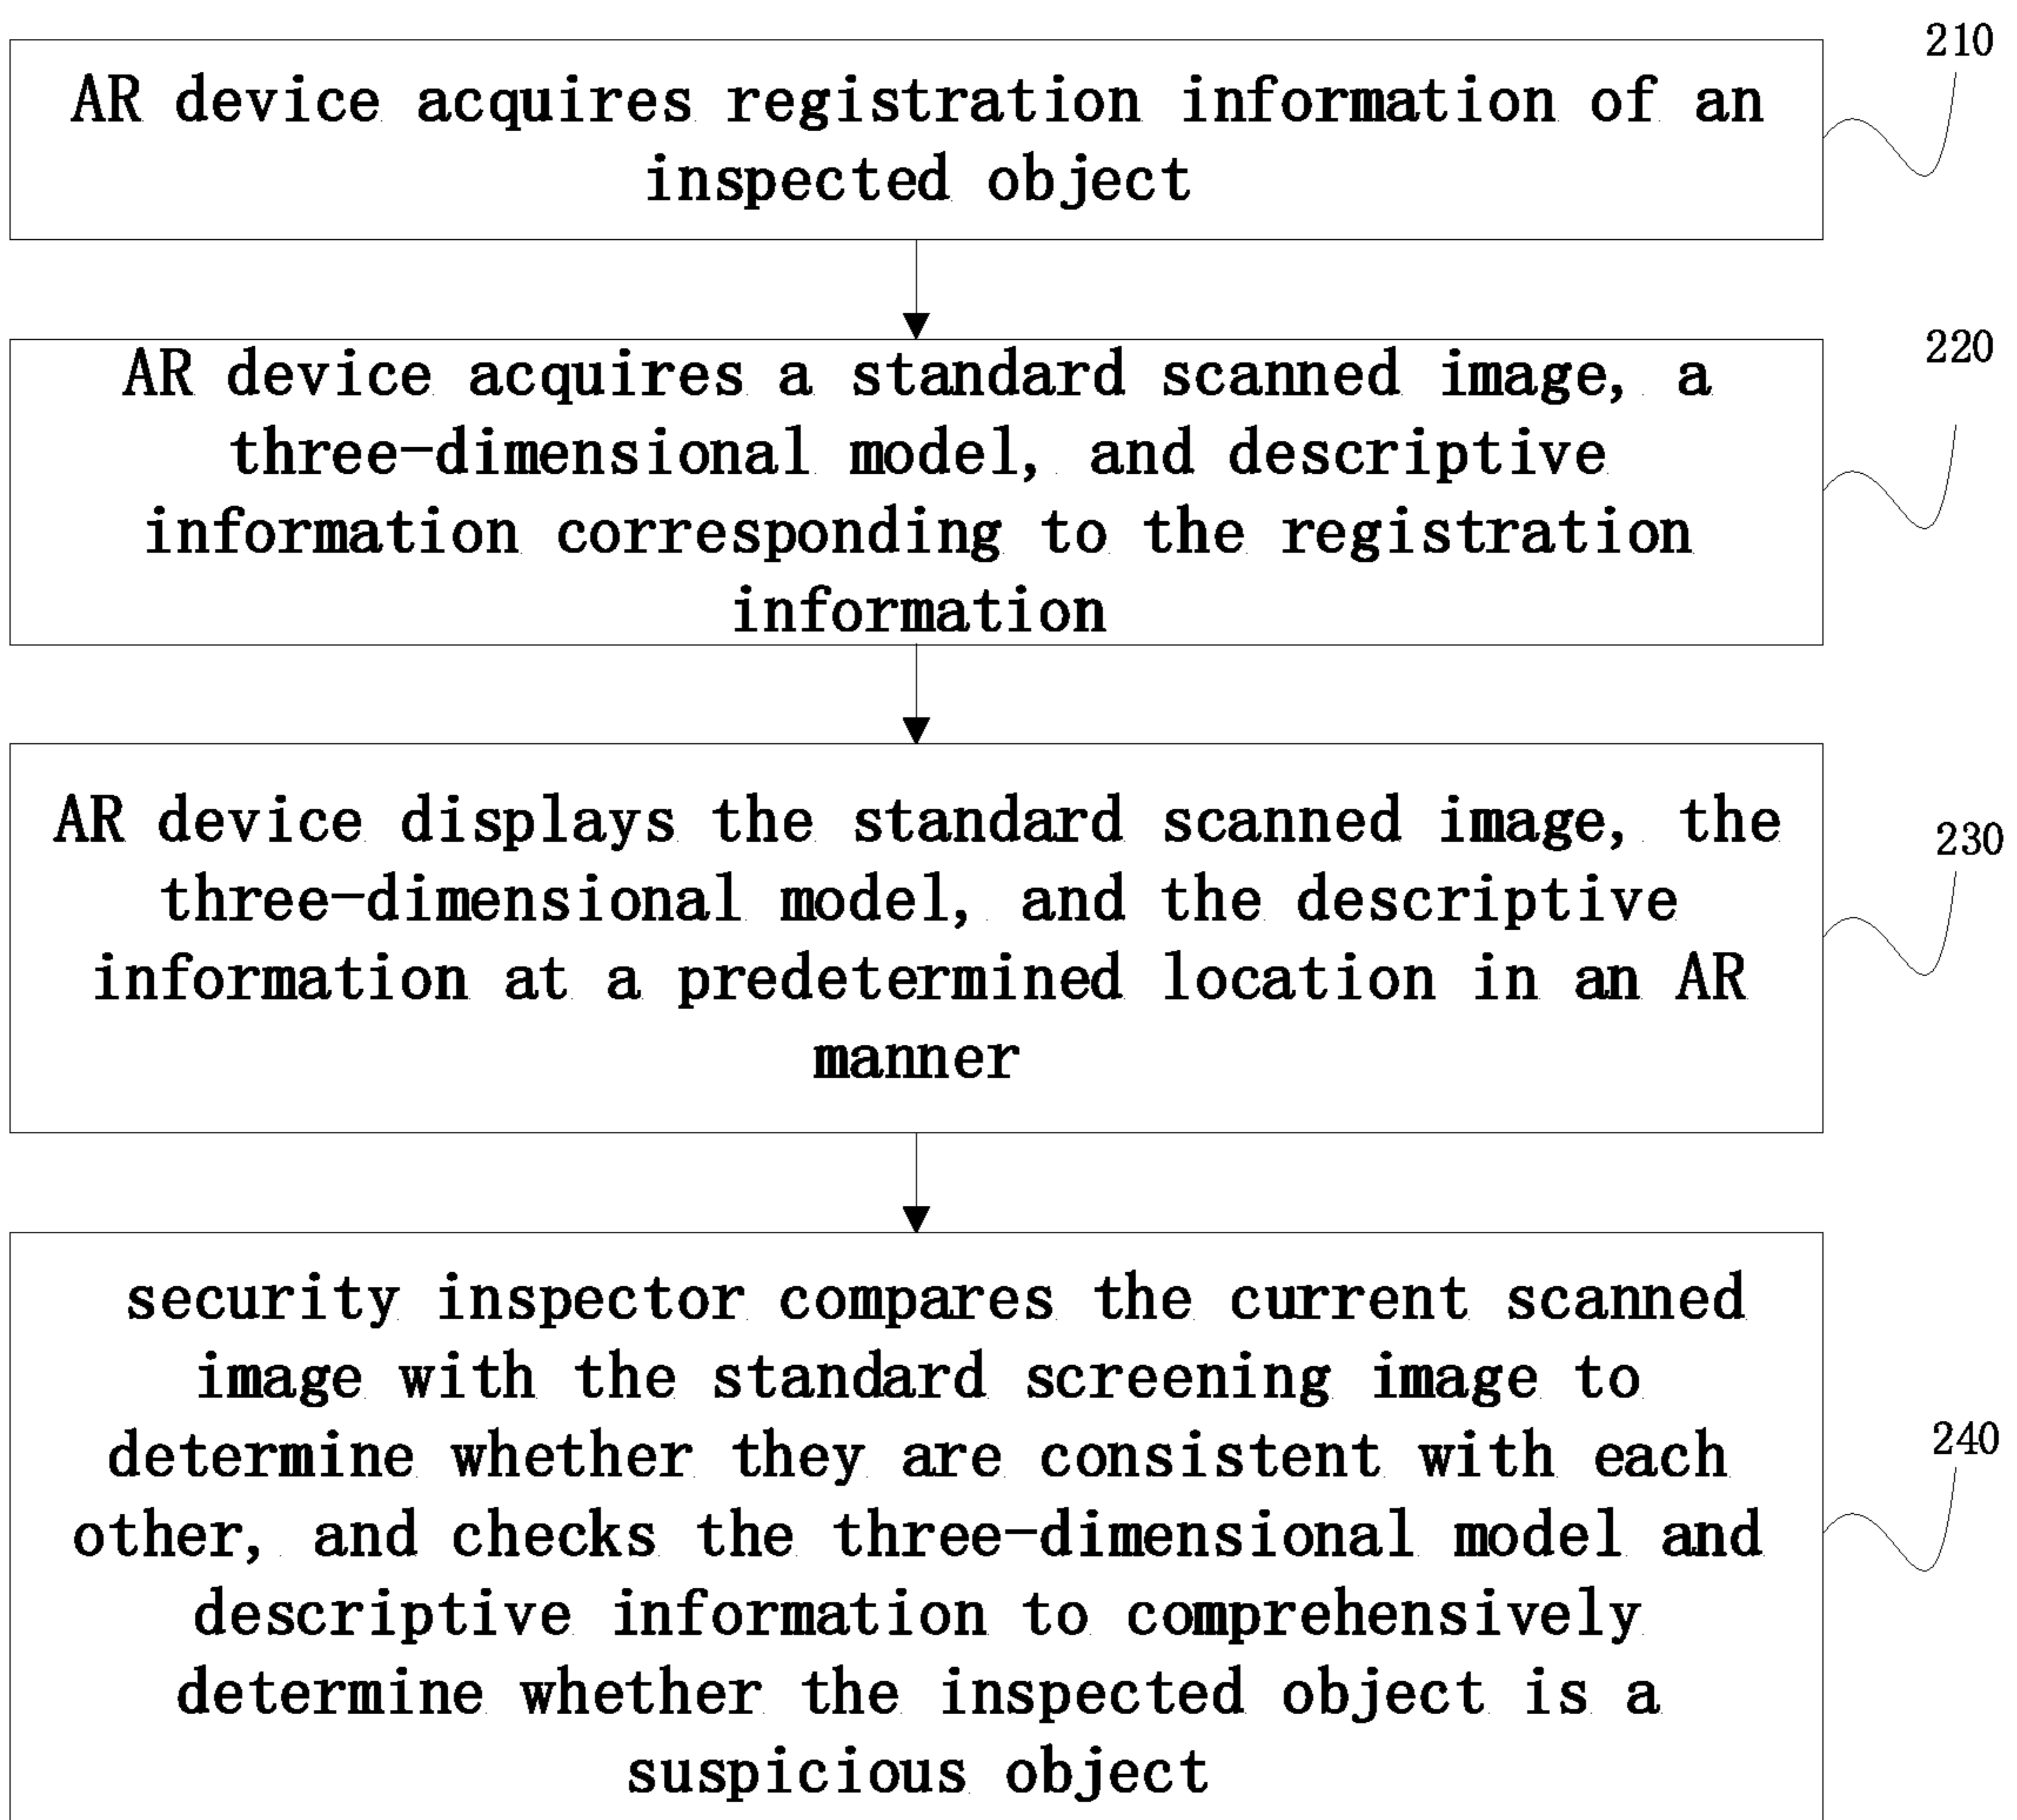 210
AR device acquires registration information of an
inspected object
220
AR device acquires a standard scanned image, a
three-dimensional model, and descriptive
information corresponding to the registration
information
230
AR device displays the standard scanned image, the
three-dimensional model, and the descriptive
information at a predetermined location in an AR
manner
240
security inspector compares the current scanned
image with the standard screening image to
determine whether they are consistent with each
other, and checks the three-dimensional model and
descriptive information to comprehensively
determine whether the inspected object is a
suspicious object